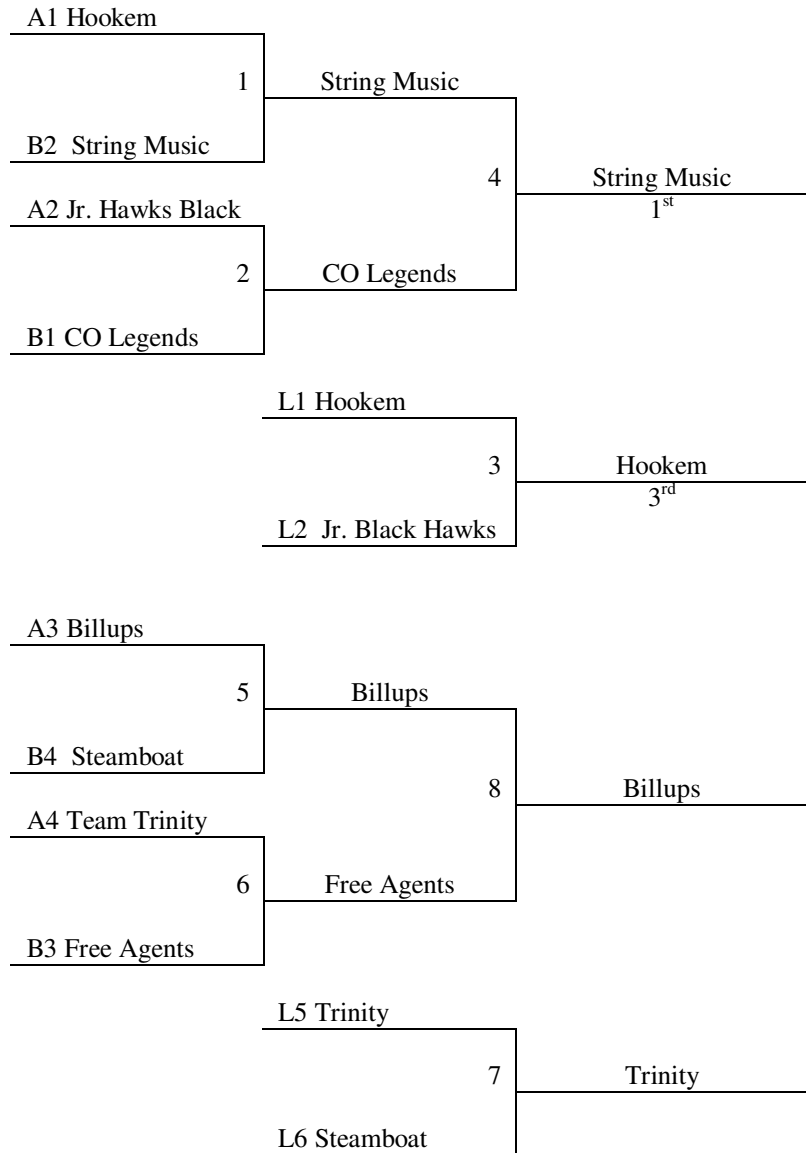 A1 Hookem
1
String Music
B2 String Music
4
String Music
1st
A2 Jr. Hawks Black
2
CO Legends
B1 CO Legends
L1 Hookem
3
Hookem
3rd
L2 Jr. Black Hawks
A3 Billups
5
Billups
B4 Steamboat
8
Billups
A4 Team Trinity
6
Free Agents
B3 Free Agents
L5 Trinity
7
Trinity
L6 Steamboat